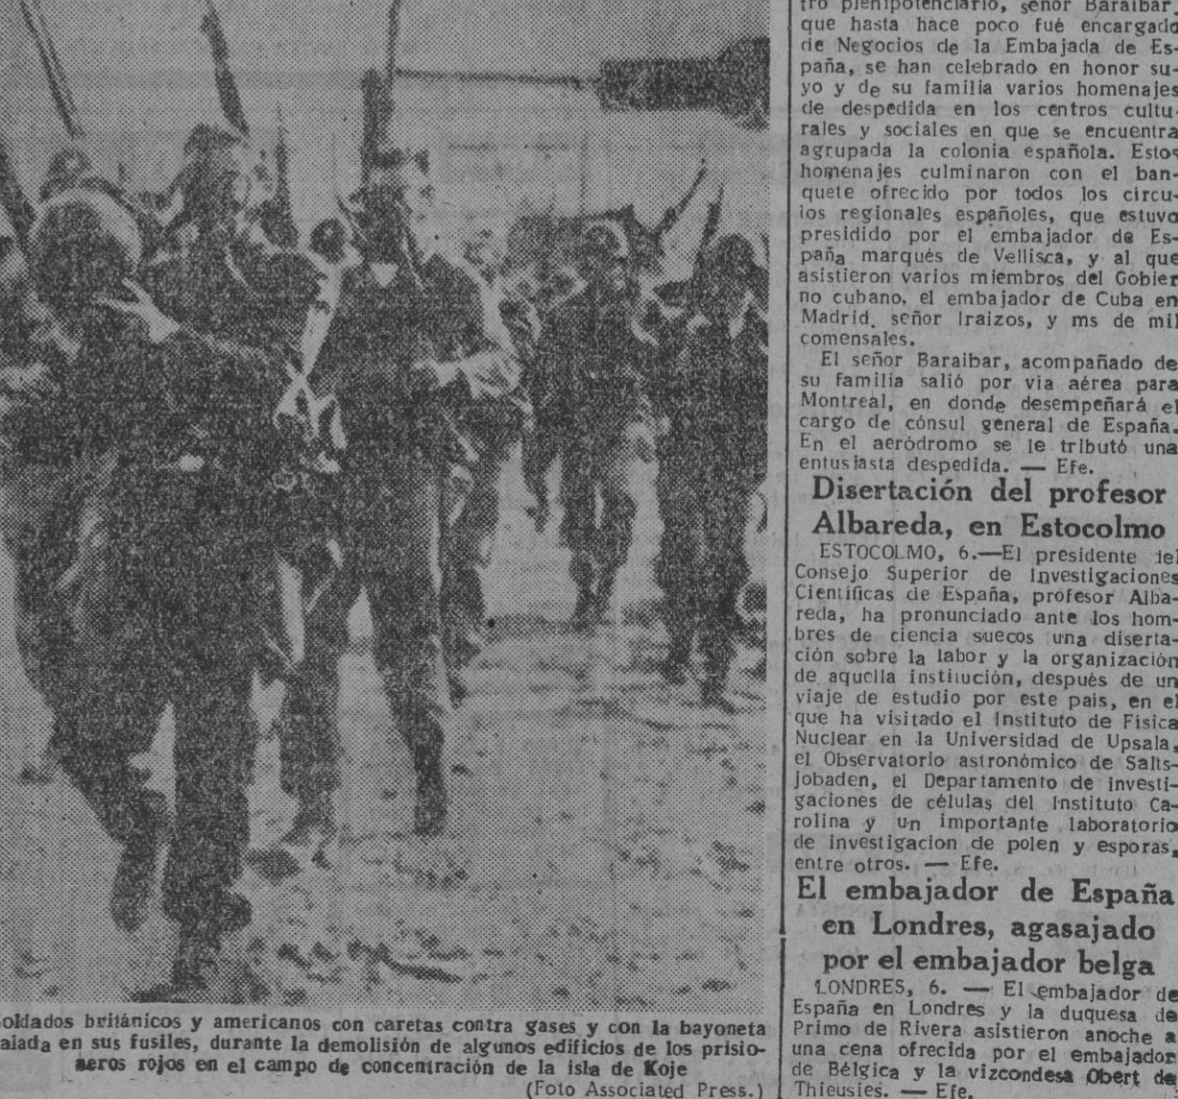 tro plenipotenciario, señor Baraibar,
que hasta hace poco fué encargado
de Negocios de la Embajada de Es-
paña, se han celebrado en honor su-
yo y de su familia varios homenajes
de despedida en los centros cultu-
rales y sociales en que se encuentra
agrupada la colonia española. Estos
homenajes culminaron con el ban-
quete ofrecido por todos los circu-
los regionales españoles, que estuvo
presidido por el embajador de Es-
paña marqués de Vellisca, y al que
asistieron varios miembros del Gobier
no cubano, el embajador de Cuba en
Madrid, señor Iraizos, y ms de mil
comensales.
El señor Baraibar, acompañado de
su familia salió por via aérea para
Montreal, en donde desempeñará el
cargo de cónsul general de España.
En el aeródromo se le tributó una
entusiasta despedida. — Efe.
Disertación del profesor
Albareda, en Estocolmo
ESTOCOLMO, 6.—El presidente del
Consejo Superior de Investigaciones
Científicas de España, profesor Alba-
reda, ha pronunciado ante los hom-
bres de ciencia suecos una diserta-
ción sobre la labor y la organización
de aquella institución, después de un
viaje de estudio por este pais, en el
que ha visitado el Instituto de Fisica
Nuclear en la Universidad de Upsala,
el Observatorio astronómico de Salts-
jobaden, el Departamento de investi-
gaciones de células del Instituto Ca-
rolina y un importante laboratorio
de investigacion de polen y esporas,
entre otros. — Efe.
El embajador de España
en Londres, agasajado
por el embajador belga
LONDRES, 6. — El embajador de
España en Londres y la duquesa de
Primo de Rivera asistieron anoche a
una cena ofrecida por el embajador
de Bélgica y la vizcondesa Obert de
Thieusies. — Efe.
oldados británicos y americanos con caretas contra gases y con la bayoneta
alada en sus fusiles, durante la demolisión de algunos edificios de los prisio-
neros rojos en el campo de concentración de la isla de Koje
(Foto Associated Press.)